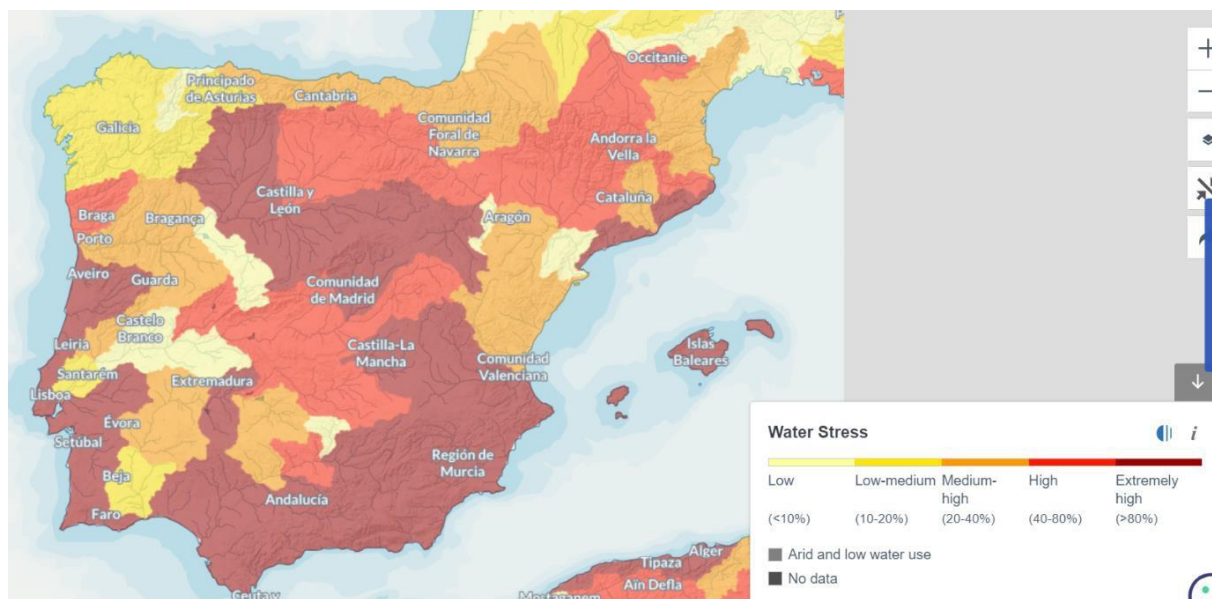 Occitanie
Principado
de Asturias
Cantabria
Comunidad
Foral de
Navarra
Galicia
Andorra la
Vella
Castilla y
León
Cataluña
Braga
Bragança
Aragón
Porto
Aveiro
Guarda
Comunidad
de Madrid
Castelo
Branco
Leiria
Castilla-La
Mancha
Islas
Baleares
Santarém
Extremadura
Comunidad
Valenciana
Lisboa
Évora
Setúbal
Región de
Murcia
Beja
Andalucía
Faro
Alger
Tipaza
Aïn Defla
Mostaganem
Ceuta y
Water Stress
i
Low Low-medium Medium-high High Extremely high
(<10%) (10-20%) (20-40%) (40-80%) (>80%)
Arid and low water use
No data